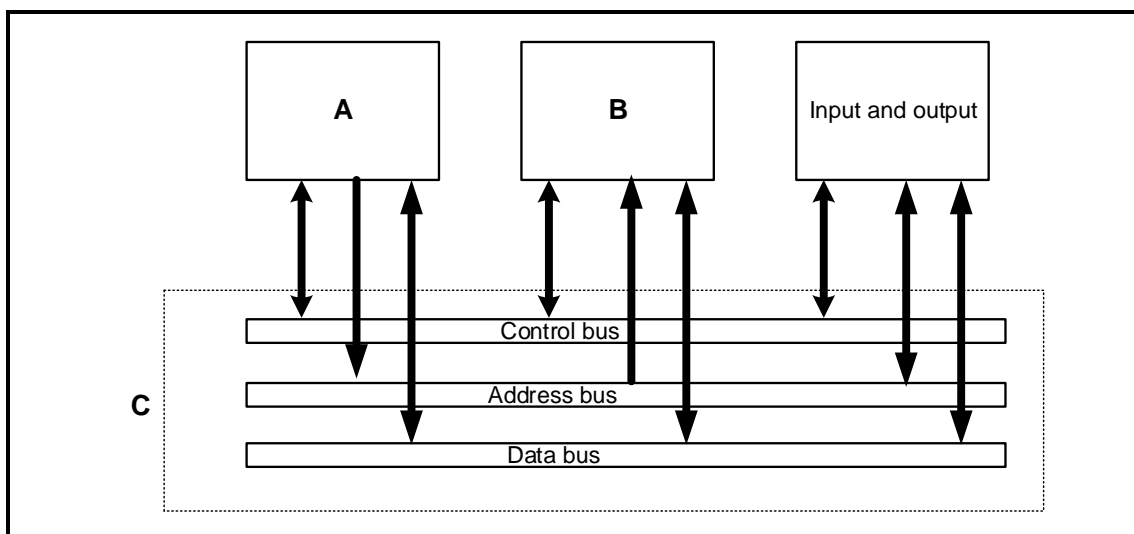 A
B
Input and output
Control bus
C
Address bus
Data bus